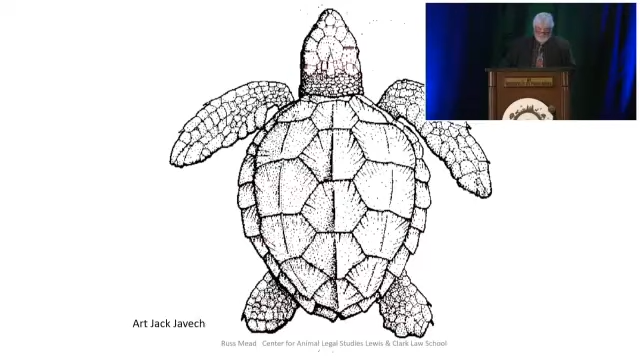 Art Jack Javech
Russ Mead Center for Animal Legal Studies Lewis & Clark Law School